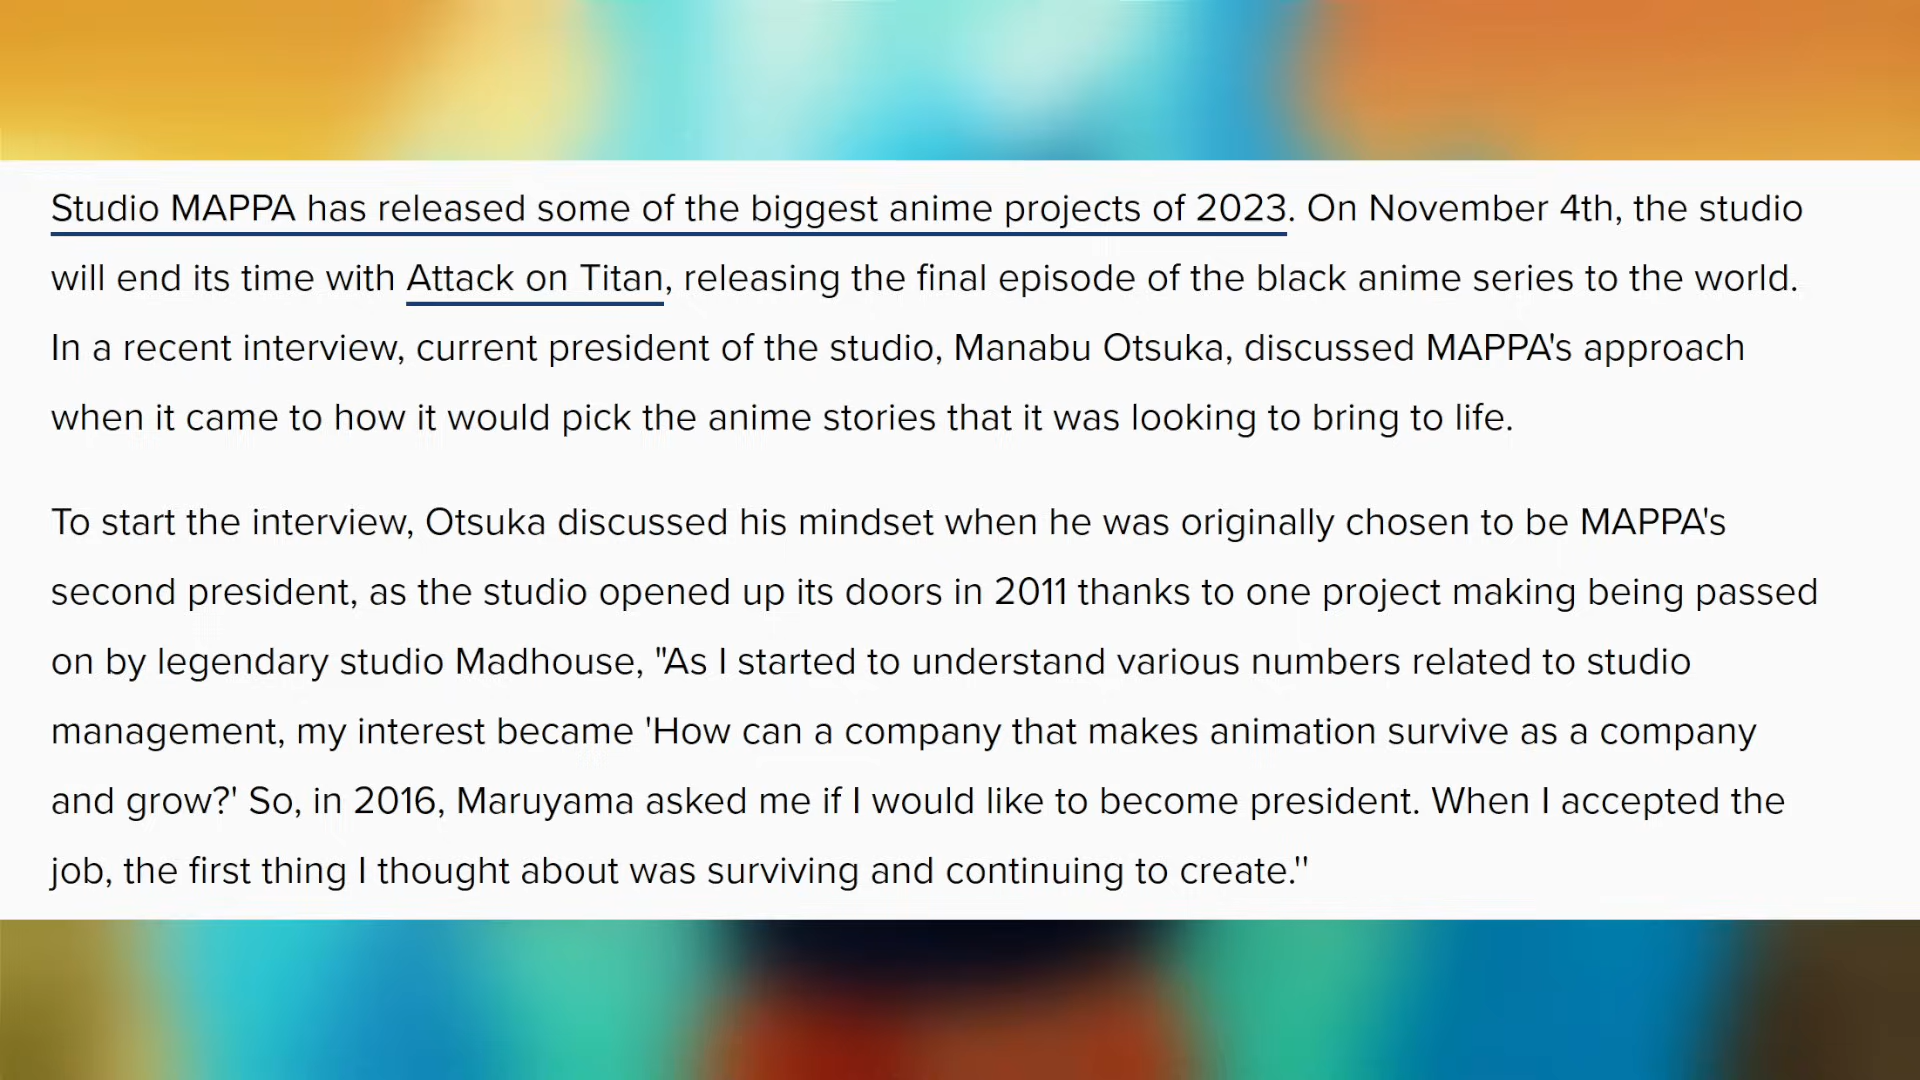 Studio MAPPA has released some of the biggest anime projects of 2023. On November 4th, the studio
will end its time with Attack on Titan, releasing the final episode of the black anime series to the world.
In a recent interview, current president of the studio, Manabu Otsuka, discussed MAPPA's approach
when it came to how it would pick the anime stories that it was looking to bring to life.
To start the interview, Otsuka discussed his mindset when he was originally chosen to be MAPPA's
second president, as the studio opened up its doors in 2011 thanks to one project making being passed
on by legendary studio Madhouse, "As I started to understand various numbers related to studio
management, my interest became 'How can a company that makes animation survive as a company
and grow?' So, in 2016, Maruyama asked me if I would like to become president. When I accepted the
job, the first thing I thought about was surviving and continuing to create."